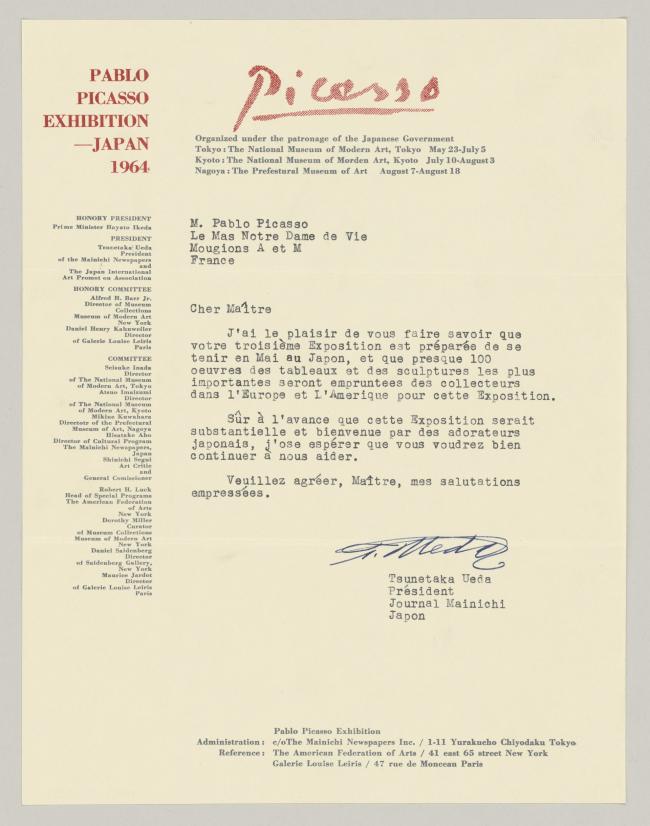 PABLO
PICASSO
EXHIBITION
—JAPAN
1964
Picasso
Organized under the patronage of the Japanese Government
Tokyo: The National Museum of Modern Art, Tokyo May 23-July 5
Kyoto: The National Museum of Morden Art, Kyoto July 10-August 3
Nagoya: The Prefestural Museum of Art August 7-August 18
HONORY PRESIDENT
Prime Minister Hayato Ikeda
PRESIDENT
Tsunetaka Ueda
President
of the Mainichi Newspapers
and
The Japan International
Art Promotion Association
HONORY COMMITTEE
Alfred H. Barr Jr.
Director of Museum
Collections
Museum of Modern Art
New York
Daniel Henry Kahnweiler
Director
of Galerie Louise Leiris
Paris
COMMITTEE
Seisuke Inada
Director
of The National Museum
of Modern Art, Tokyo
Atsuo Imaizumi
Director
of The National Museum
of Modern Art, Kyoto
Mikine Kuwahara
Directotr of the Prefectural
Museum of Art, Nagoya
Hisatake Abo
Director of Cultural Program
The Mainichi Newspapers,
Japan
Shinichi Segui
Art Critic
and
General Comissioner
Robert H. Luck
Head of Special Programs
The American Federation
of Arts
New York
Dorothy Miller
Curator
of Museum Collections
Museum of Modern Art
New York
Daniel Saidenberg
Director
of Saidenberg Gallery,
New York
Maurice Jardot
Director
of Galerie Louise Leiris
Paris
M. Pablo Picasso
Le Mas Notre Dame de Vie
Mougions A et M
France
Cher Maître
J'ai le plaisir de vous faire savoir que
votre troisième Exposition est préparée de se
tenir en Mai au Japon, et que presque 100
oeuvres des tableaux et des sculptures les plus
importantes seront empruntees des collecteurs
dans l'Europe et L'Amerique pour cette Exposition.
Sûr à l'avance que cette Exposition serait
substantielle et bienvenue par des adorateurs
japonais, j'ose espérer que vous voudrez bien
continuer à nous aider.
Veuillez agréer, Maître, mes salutations
empressées.
T. Ueda
Tsunetaka Ueda
Président
Journal Mainichi
Japon
Pablo Picasso Exhibition
Administration: c/oThe Mainichi Newspapers Inc. / 1-11 Yurakucho Chiyodaku Tokyo
Reference: The American Federation of Arts / 41 east 65 street New York
Galerie Louise Leiris / 47 rue de Monceau Paris